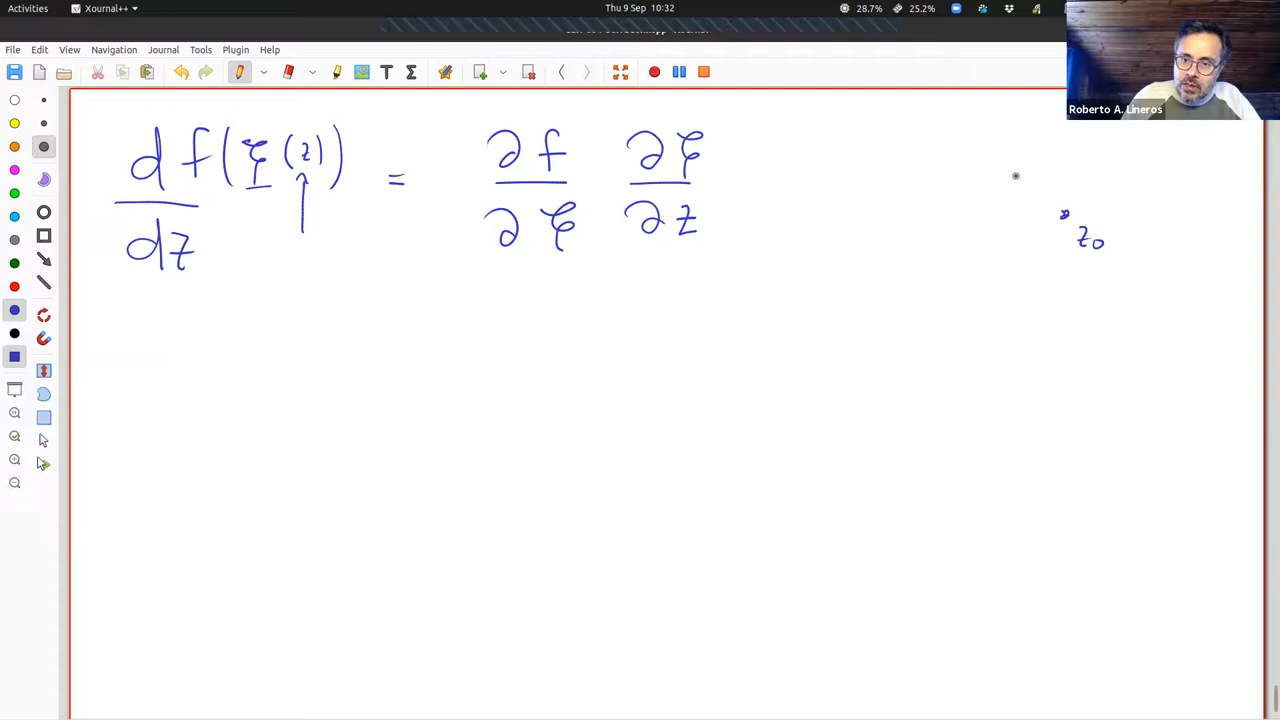 Activities Xournal++ Thu 9 Sep 10:32 28.7% 25.2%
File Edit View Navigation Journal Tools Plugin Help
Roberto A. Lineros
d f(ξ(z)) / dz = ∂f/∂ξ ∂ξ/∂z
z₀